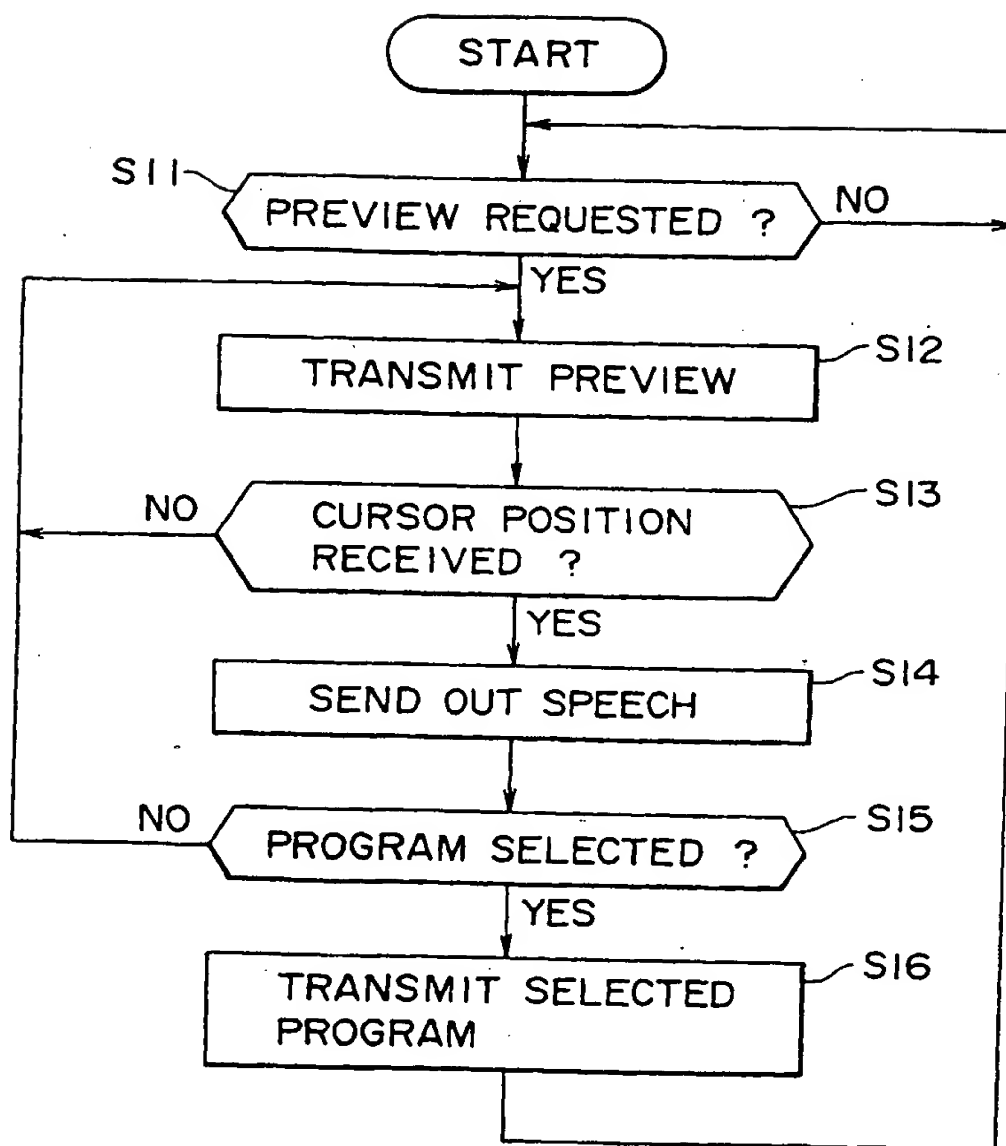 START
S11
PREVIEW REQUESTED ?
NO
YES
S12
TRANSMIT PREVIEW
S13
NO
CURSOR POSITION
RECEIVED ?
YES
S14
SEND OUT SPEECH
NO
S15
PROGRAM SELECTED ?
YES
S16
TRANSMIT SELECTED
PROGRAM